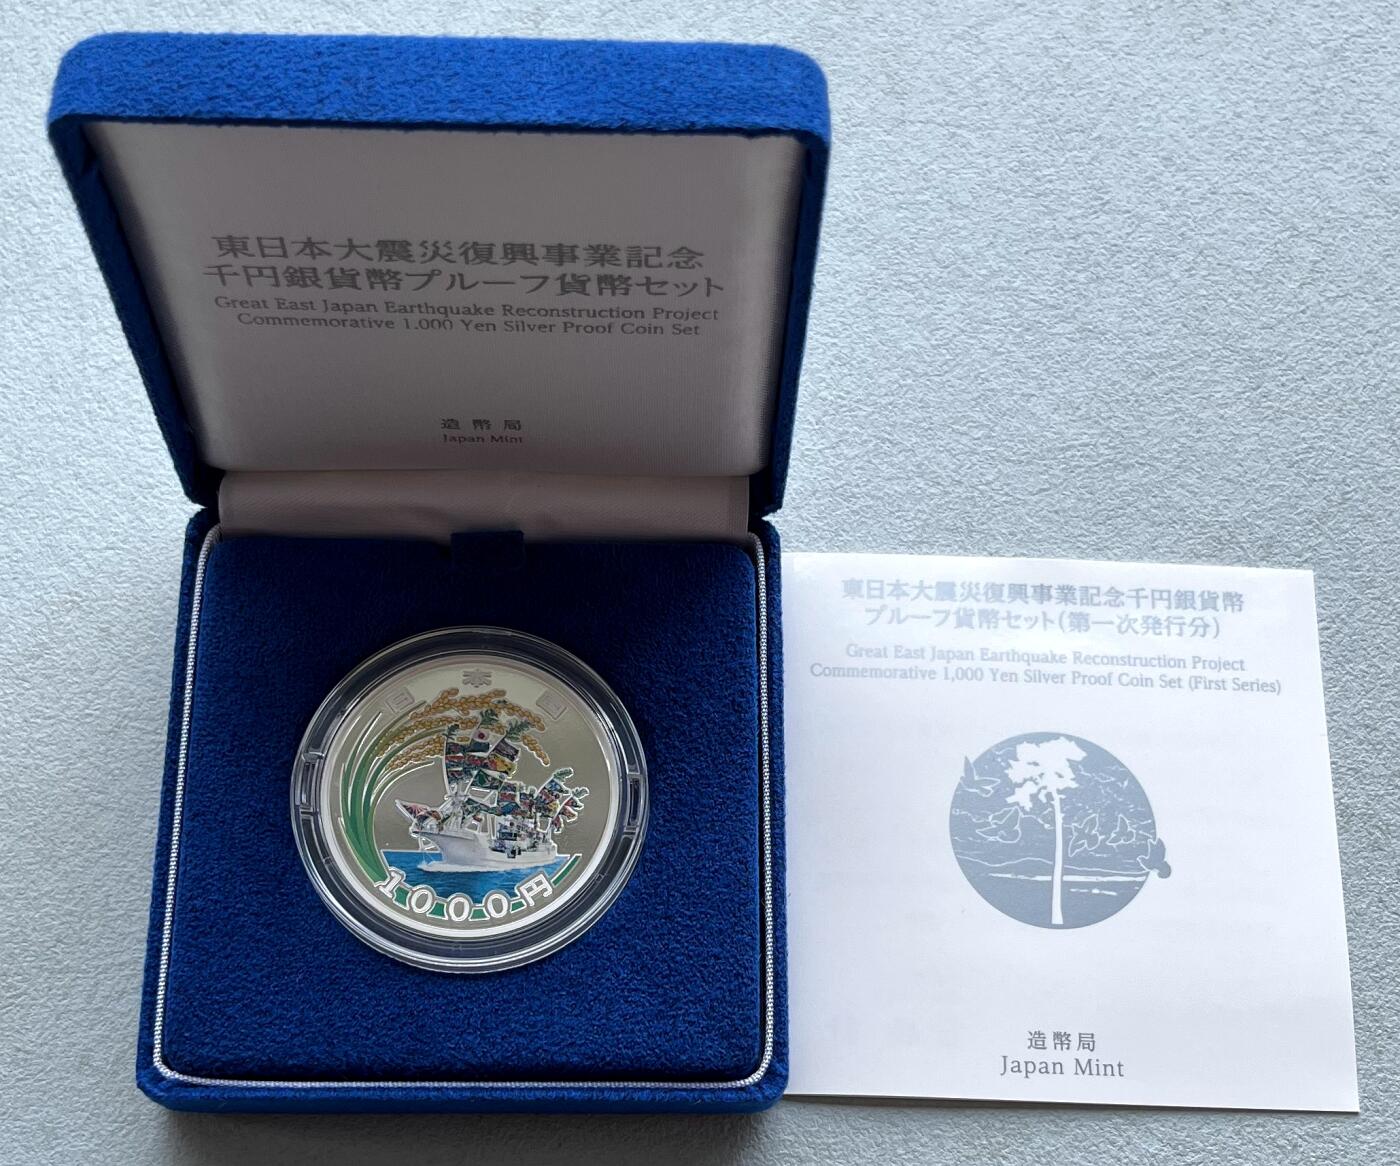 東日本大震災復興事業記念
千円銀貨幣プルーフ貨幣セット
Great East Japan Earthquake Reconstruction Project
Commemorative 1,000 Yen Silver Proof Coin Set
造幣局
Japan Mint
日本国
1000円
東日本大震災復興事業記念千円銀貨幣
プルーフ貨幣セット(第一次発行分)
Great East Japan Earthquake Reconstruction Project
Commemorative 1,000 Yen Silver Proof Coin Set (First Series)
造幣局
Japan Mint